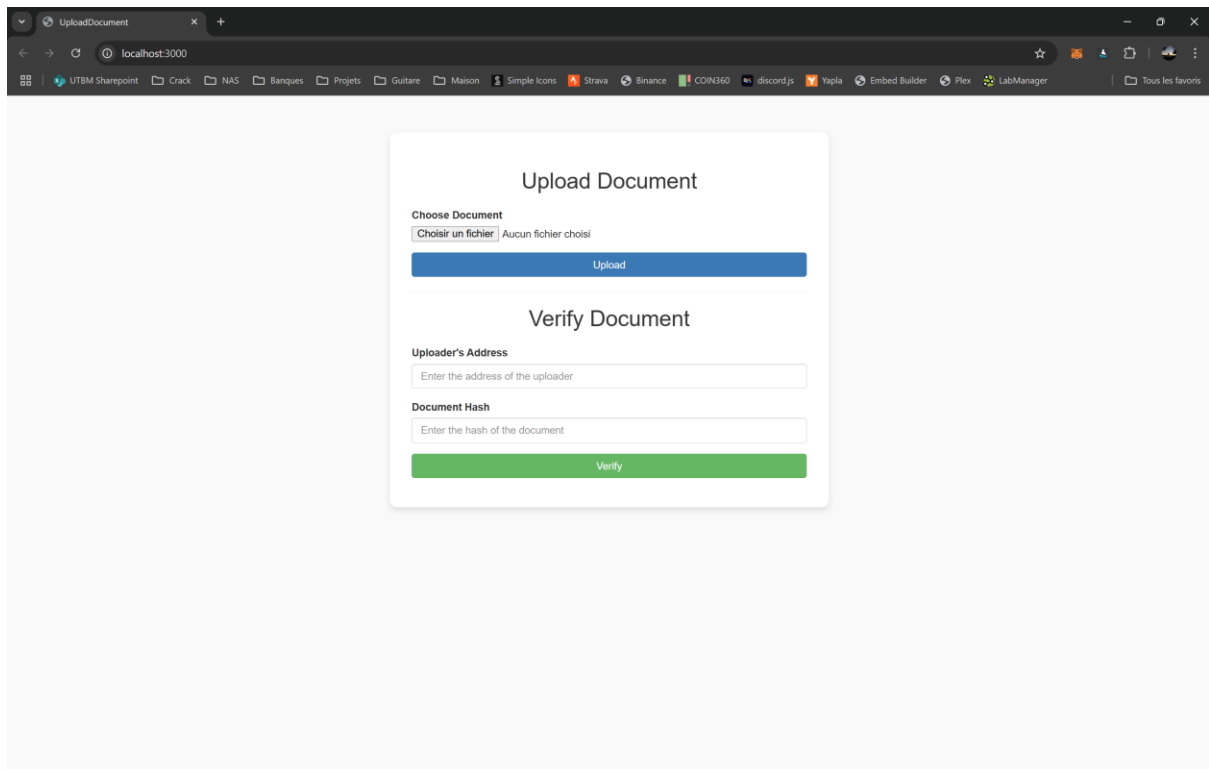 UploadDocument
localhost:3000
UTBM Sharepoint Crack NAS Banques Projets Guitare Maison Simple Icons Strava Binance COIN360 discord.js Yapla Embed Builder Plex LabManager Tous les favoris
Upload Document
Choose Document
Choisir un fichier Aucun fichier choisi
Upload
Verify Document
Uploader's Address
Enter the address of the uploader
Document Hash
Enter the hash of the document
Verify